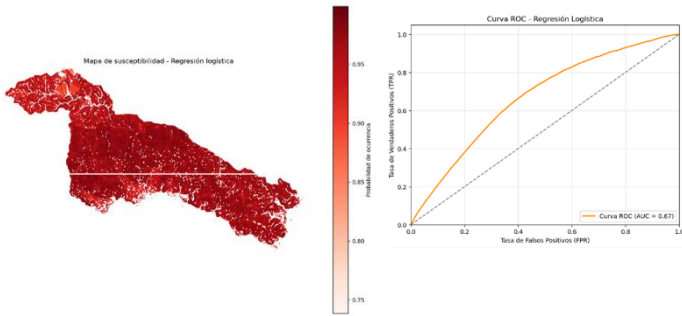 Mapa de susceptibilidad - Regresión logística
0.95
0.90
0.85
0.80
0.75
Probabilidad de ocurrencia
Curva ROC - Regresión Logística
Tasa de Verdaderos Positivos (TPR)
1.0
0.8
0.6
0.4
0.2
0.0
0.0 0.2 0.4 0.6 0.8 1.0
Tasa de Falsos Positivos (FPR)
Curva ROC (AUC = 0.67)